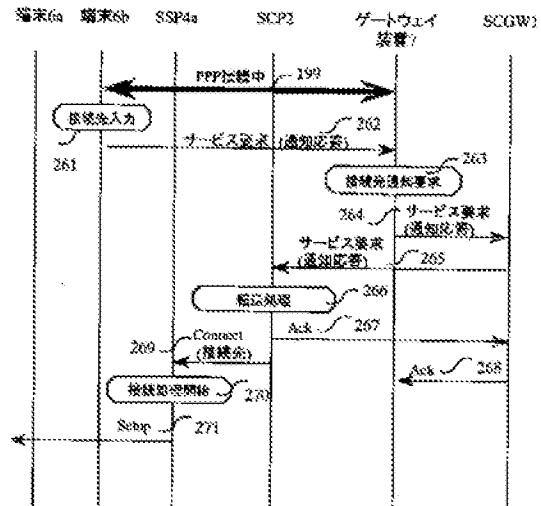 端末6a 端末6b SSP4a SCP2 ゲートウェイ装置7 SCGW3
PPP接続中 199
接続先入力
261
サービス要求 (通知応答) 262
接続先通知要求 263
264
サービス要求
(通知応答)
サービス要求
(通知応答) 265
転送処理 266
Ack 267
269 Connect
(接続先)
Ack 268
接続処理開始 270
Setup 271